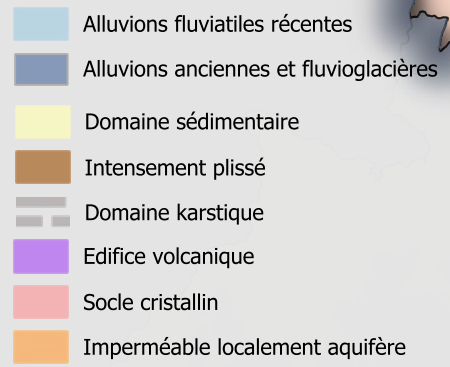 Alluvions fluviatiles récentes
Alluvions anciennes et fluvioglacières
Domaine sédimentaire
Intensement plissé
Domaine karstique
Edifice volcanique
Socle cristallin
Imperméable localement aquifère